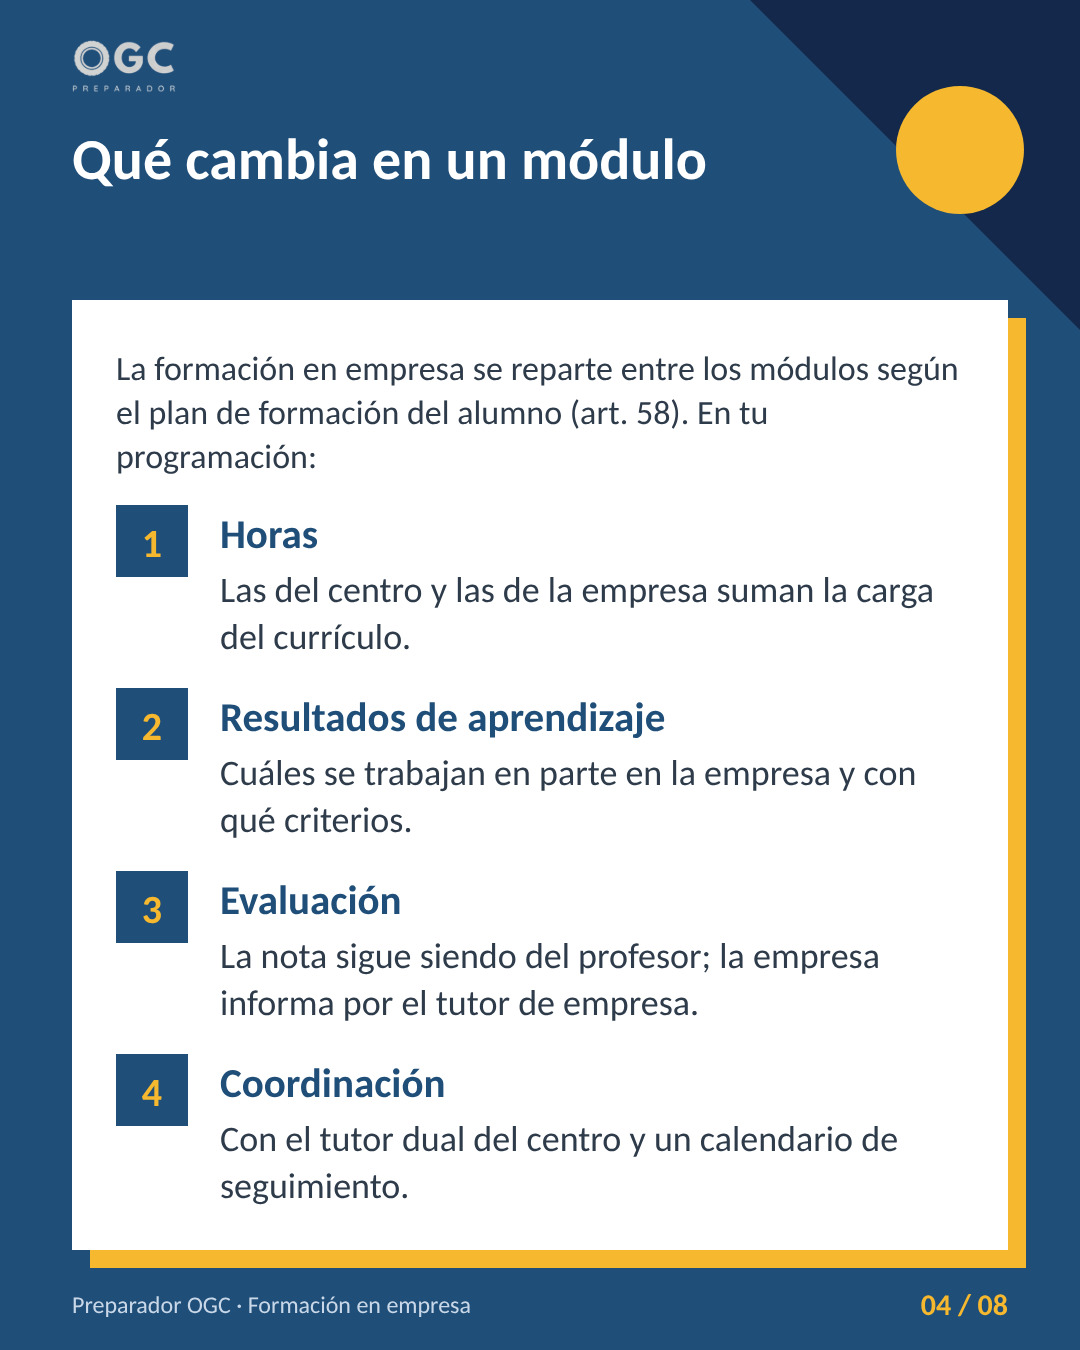 OGC
PREPARADOR
Qué cambia en un módulo
La formación en empresa se reparte entre los módulos según
el plan de formación del alumno (art. 58). En tu
programación:
1
Horas
Las del centro y las de la empresa suman la carga
del currículo.
2
Resultados de aprendizaje
Cuáles se trabajan en parte en la empresa y con
qué criterios.
3
Evaluación
La nota sigue siendo del profesor; la empresa
informa por el tutor de empresa.
4
Coordinación
Con el tutor dual del centro y un calendario de
seguimiento.
Preparador OGC · Formación en empresa
04 / 08